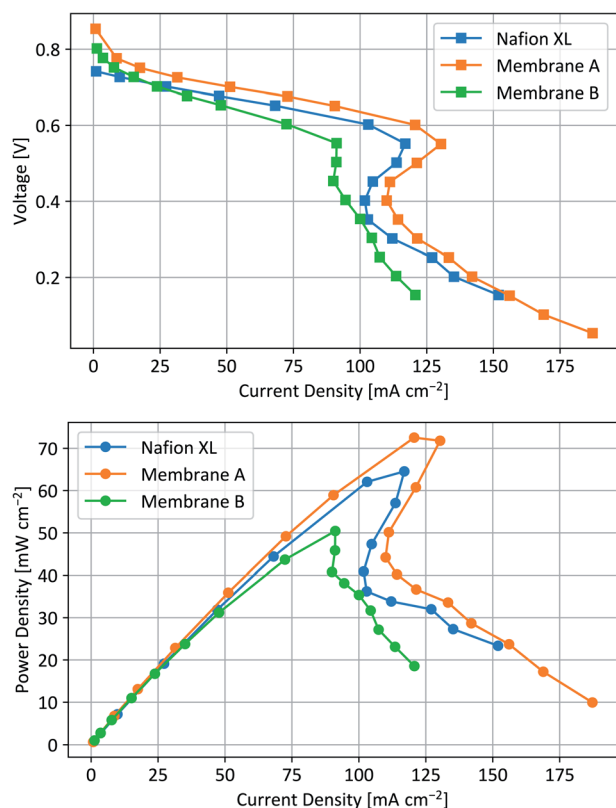 0.8
0.6
0.4
0.2
Voltage [V]
Nafion XL
Membrane A
Membrane B
0 25 50 75 100 125 150 175
Current Density [mA cm⁻²]
70
60
50
40
30
20
10
0
Power Density [mW cm⁻²]
Nafion XL
Membrane A
Membrane B
0 25 50 75 100 125 150 175
Current Density [mA cm⁻²]